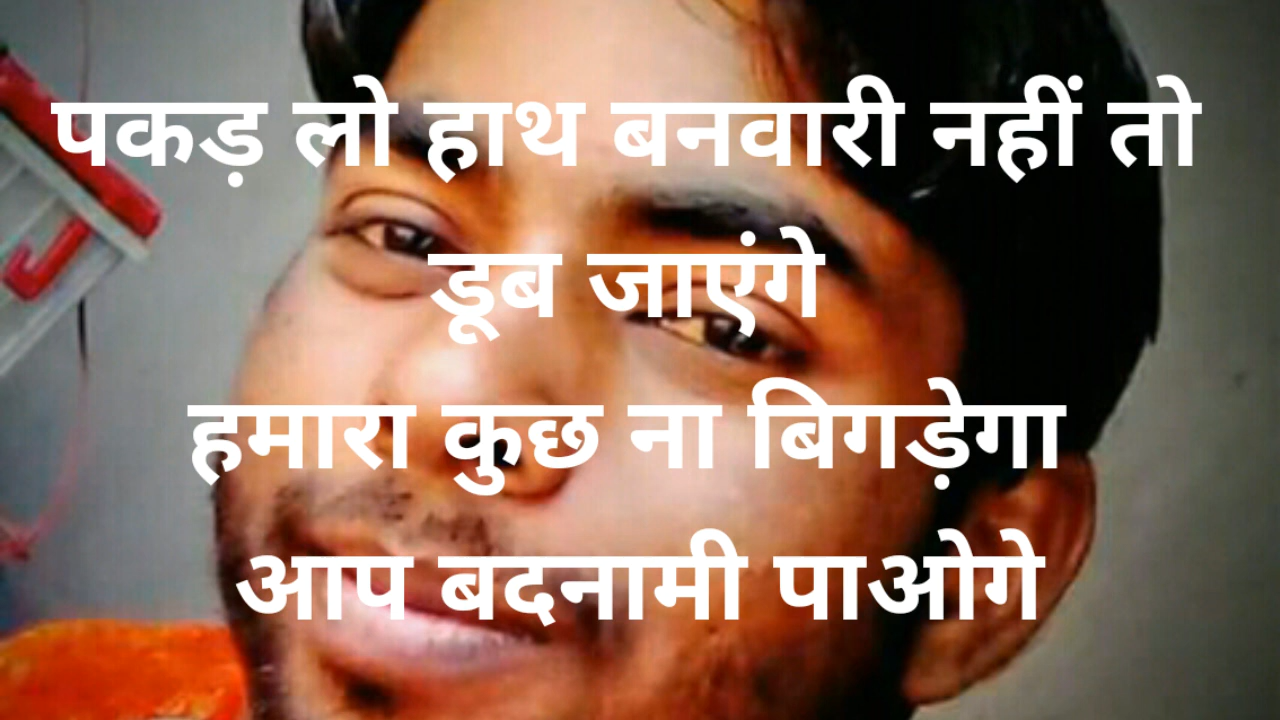 पकड़ लो हाथ बनवारी नहीं तो
डूब जाएंगे
हमारा कुछ ना बिगड़ेगा
आप बदनामी पाओगे